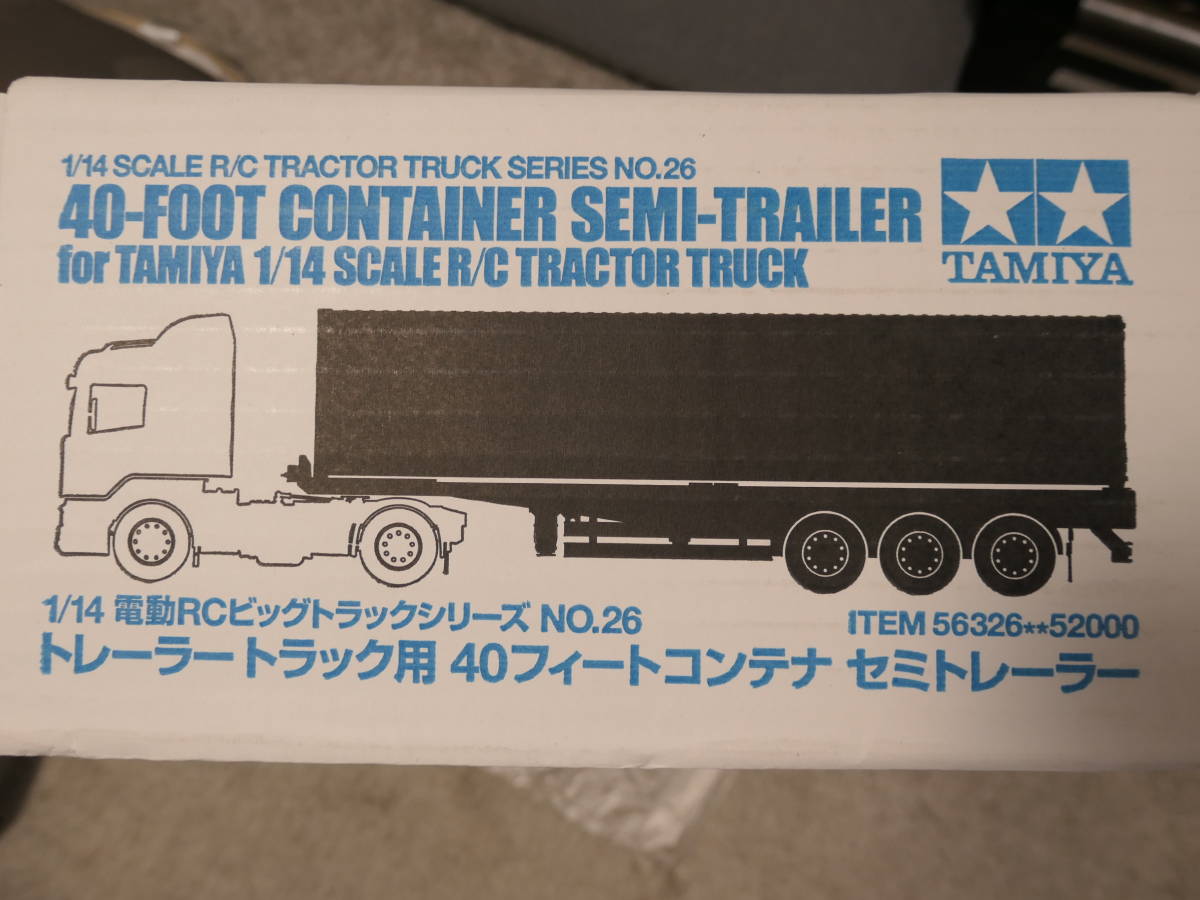 1/14 SCALE R/C TRACTOR TRUCK SERIES NO.26
40-FOOT CONTAINER SEMI-TRAILER
for TAMIYA 1/14 SCALE R/C TRACTOR TRUCK
TAMIYA
1/14 電動RCビッグトラックシリーズ NO.26
ITEM 56326**52000
トレーラートラック用 40フィートコンテナ セミトレーラー